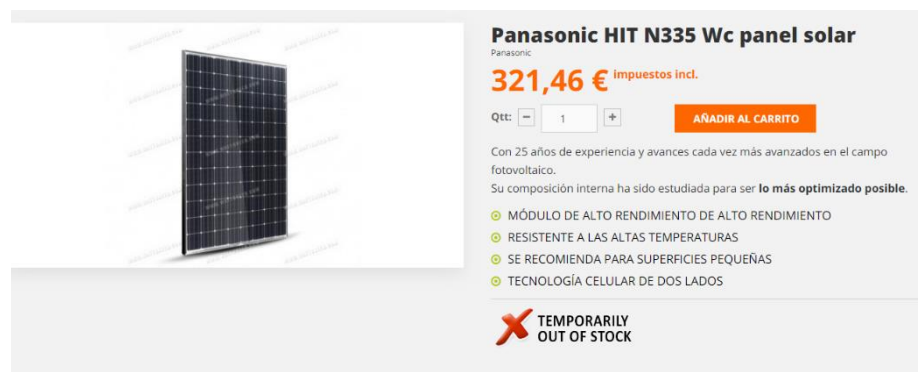 Panasonic HIT N335 Wc panel solar
Panasonic
321,46 € impuestos incl.
Qtt: − 1 + AÑADIR AL CARRITO
Con 25 años de experiencia y avances cada vez más avanzados en el campo
fotovoltaico.
Su composición interna ha sido estudiada para ser lo más optimizado posible.
MÓDULO DE ALTO RENDIMIENTO DE ALTO RENDIMIENTO
RESISTENTE A LAS ALTAS TEMPERATURAS
SE RECOMIENDA PARA SUPERFICIES PEQUEÑAS
TECNOLOGÍA CELULAR DE DOS LADOS
TEMPORARILY
OUT OF STOCK